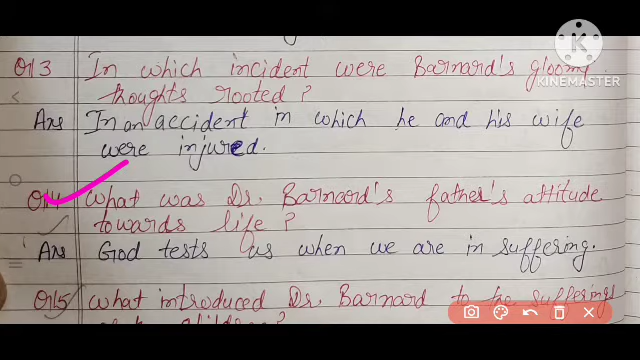 KINEMASTER
Q13 In which incident were Barnard's gloomy
thoughts rooted?
Ans In an accident in which he and his wife
were injured.
Q14 What was Dr. Barnard's father's attitude
towards life?
Ans God tests us when we are in suffering.
Q15 What introduced Dr. Barnard to the sufferings